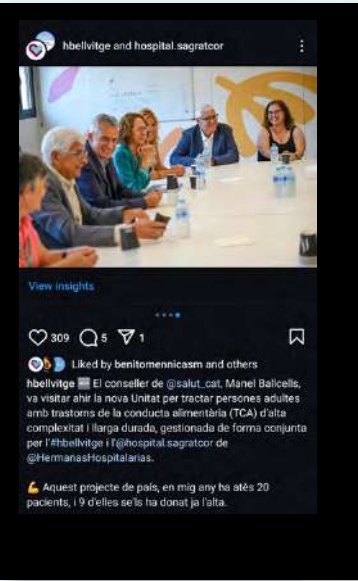 hbellvitge and hospital.sagratcor
View insights
309 5 1
Liked by benitomennicasm and others
hbellvitge 🆕 El conseller de @salut_cat, Manel Balcells,
va visitar ahir la nova Unitat per tractar persones adultes
amb trastorns de la conducta alimentària (TCA) d'alta
complexitat i llarga durada, gestionada de forma conjunta
per l'#hbellvitge i l'@hospital.sagratcor de
@HermanasHospitalarias.
💪 Aquest projecte de país, en mig any ha atès 20
pacients, i 9 d'elles se'ls ha donat ja l'alta.